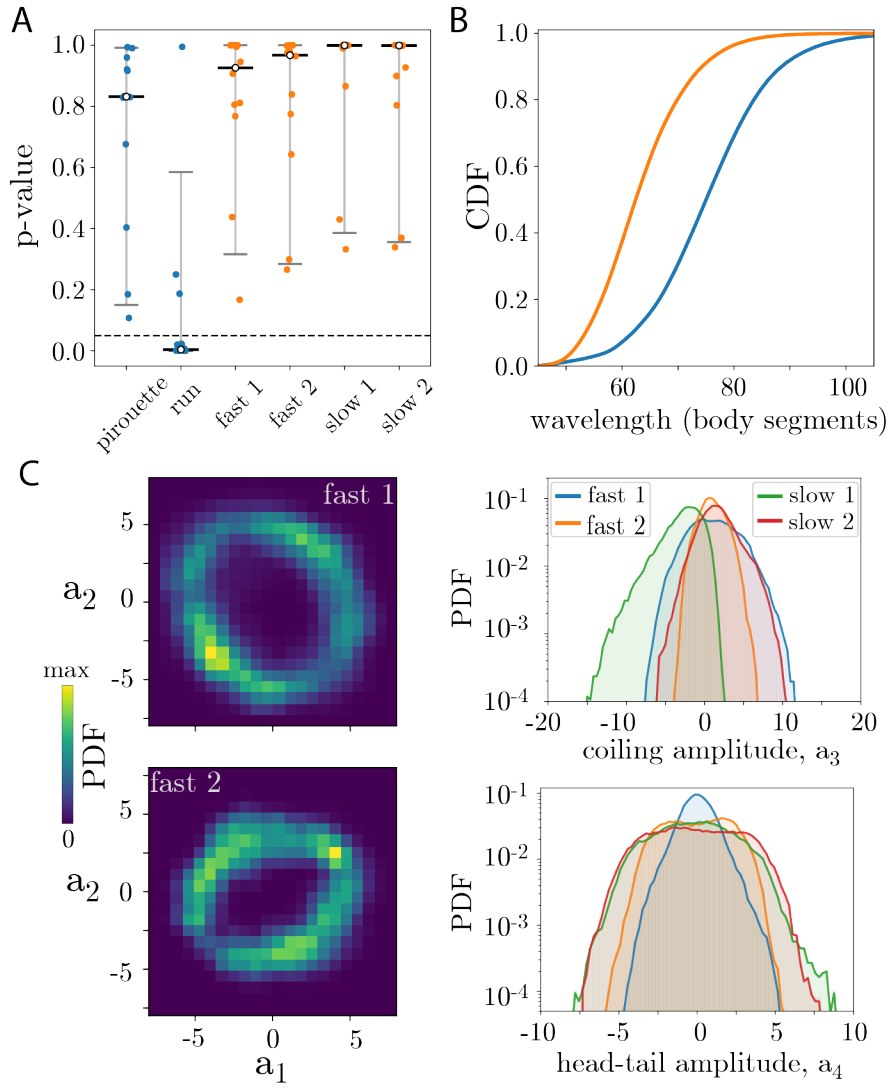 A
p-value
1.0
0.8
0.6
0.4
0.2
0.0
pirouette
run
fast 1
fast 2
slow 1
slow 2
B
CDF
1.0
0.8
0.6
0.4
0.2
0.0
60
80
100
wavelength (body segments)
C
fast 1
a2
5
0
-5
max
PDF
0
fast 2
a2
5
0
-5
-5
0
5
a1
fast 1
fast 2
slow 1
slow 2
PDF
10-1
10-2
10-3
10-4
-20
-10
0
10
20
coiling amplitude, a3
PDF
10-1
10-2
10-3
10-4
-10
-5
0
5
10
head-tail amplitude, a4